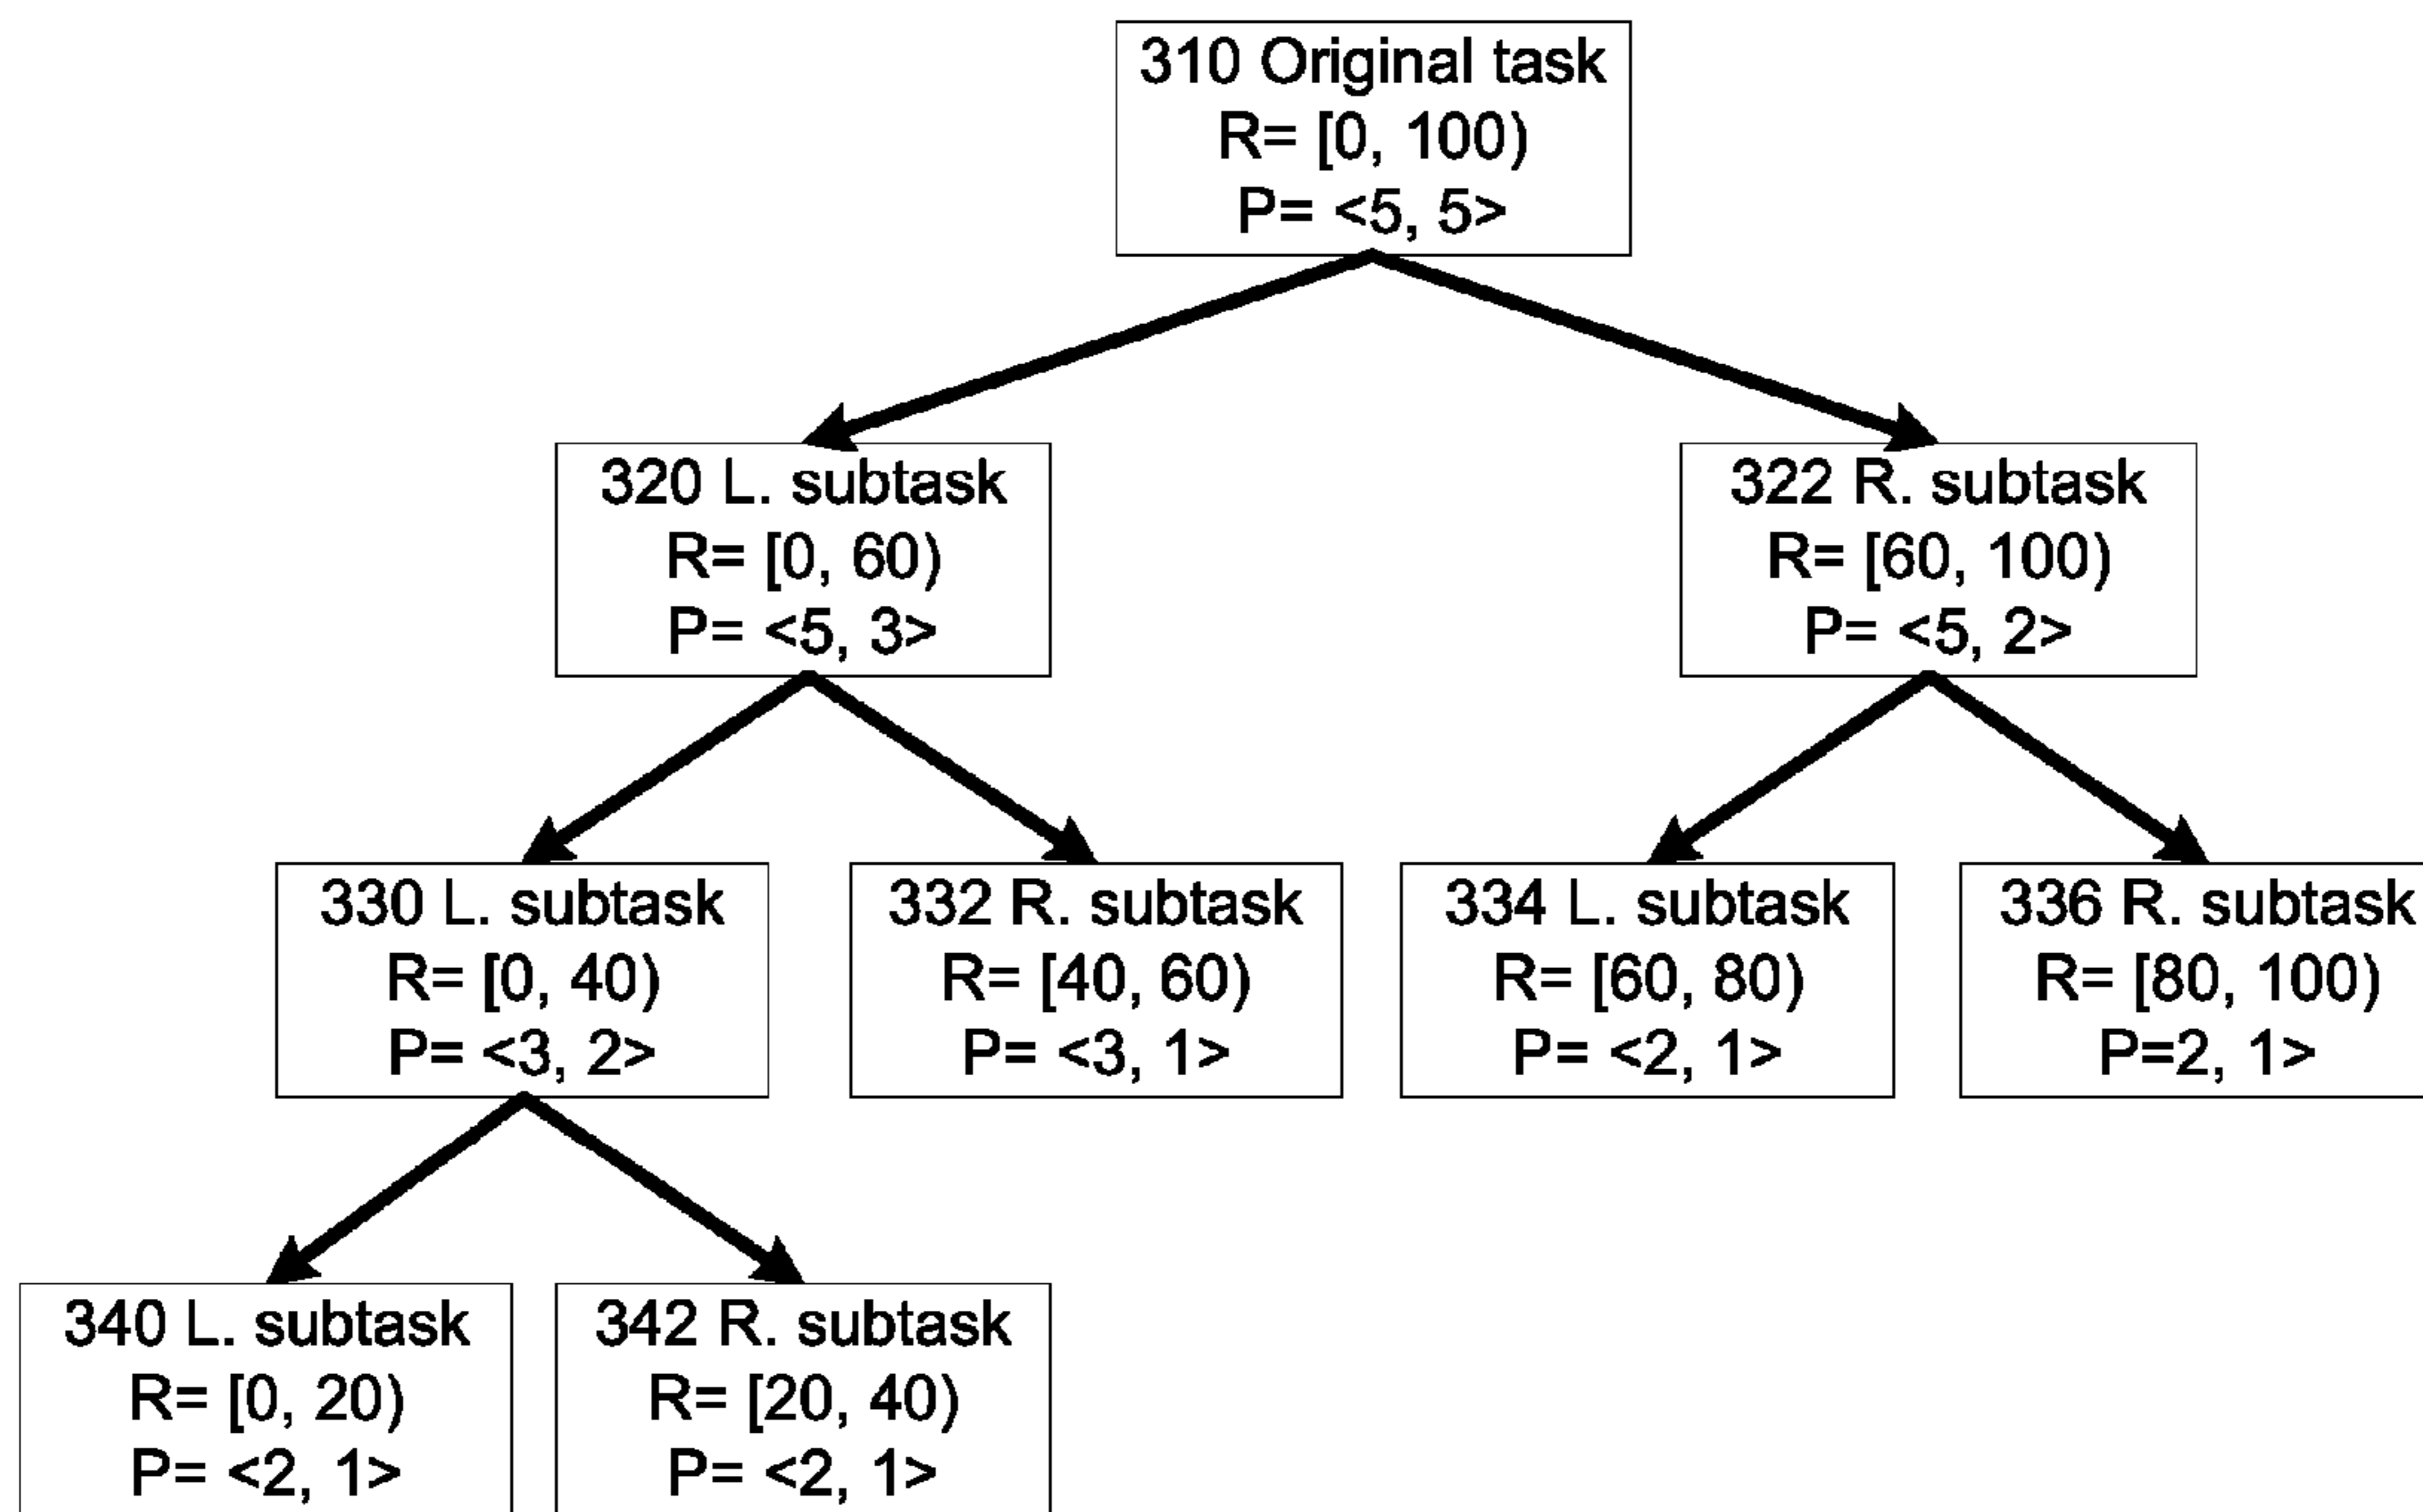 310 Original task
R= [0, 100)
P= <5, 5>
320 L. subtask
R= [0, 60)
P= <5, 3>
322 R. subtask
R= [60, 100)
P= <5, 2>
330 L. subtask
R= [0, 40)
P= <3, 2>
332 R. subtask
R= [40, 60)
P= <3, 1>
334 L. subtask
R= [60, 80)
P= <2, 1>
336 R. subtask
R= [80, 100)
P=2, 1>
340 L. subtask
R= [0, 20)
P= <2, 1>
342 R. subtask
R= [20, 40)
P= <2, 1>